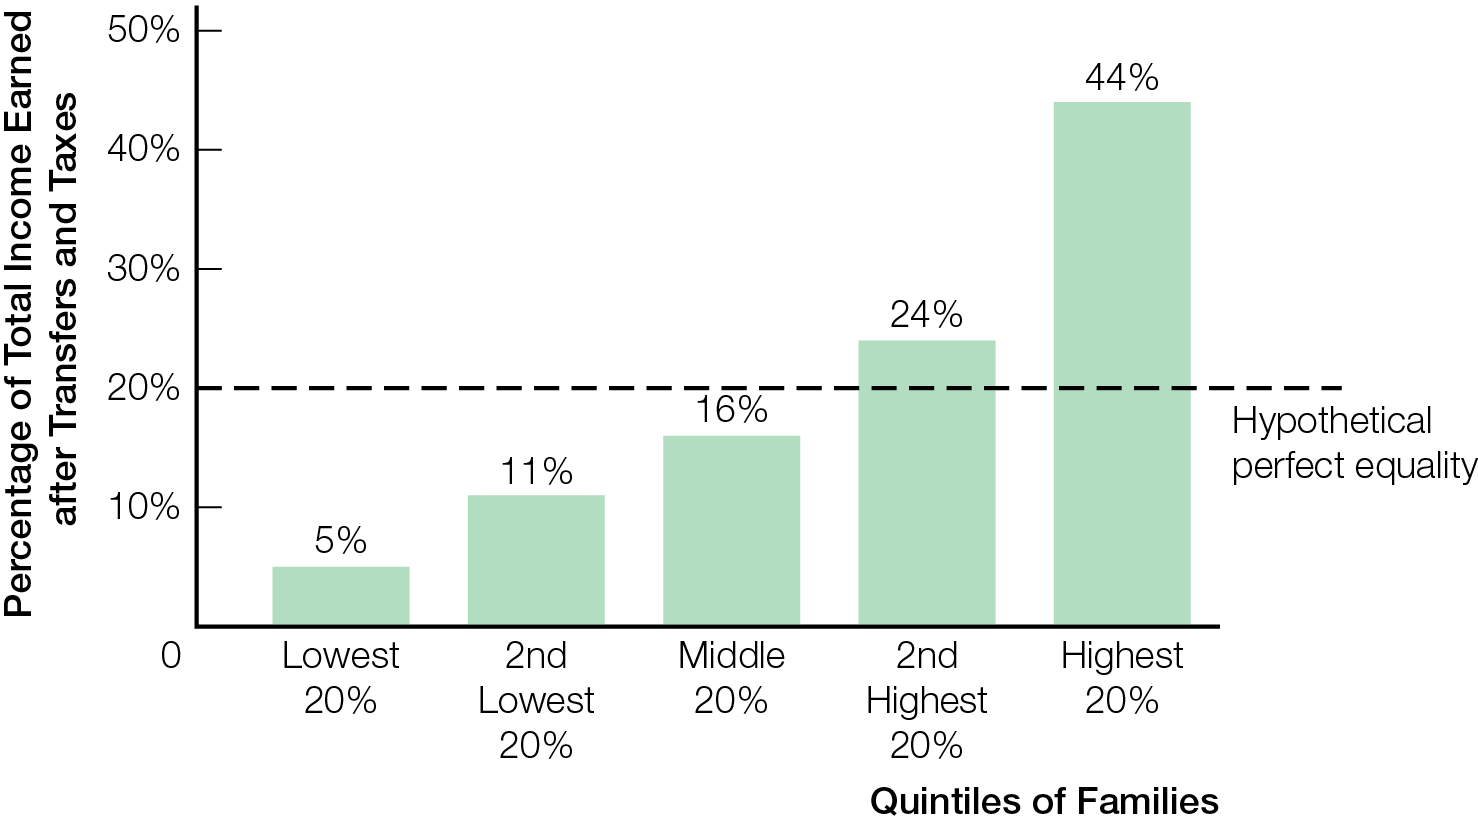 Percentage of Total Income Earned
after Transfers and Taxes
50%
40%
30%
20%
10%
0
5%
11%
16%
24%
44%
Hypothetical
perfect equality
Lowest
20%
2nd
Lowest
20%
Middle
20%
2nd
Highest
20%
Highest
20%
Quintiles of Families